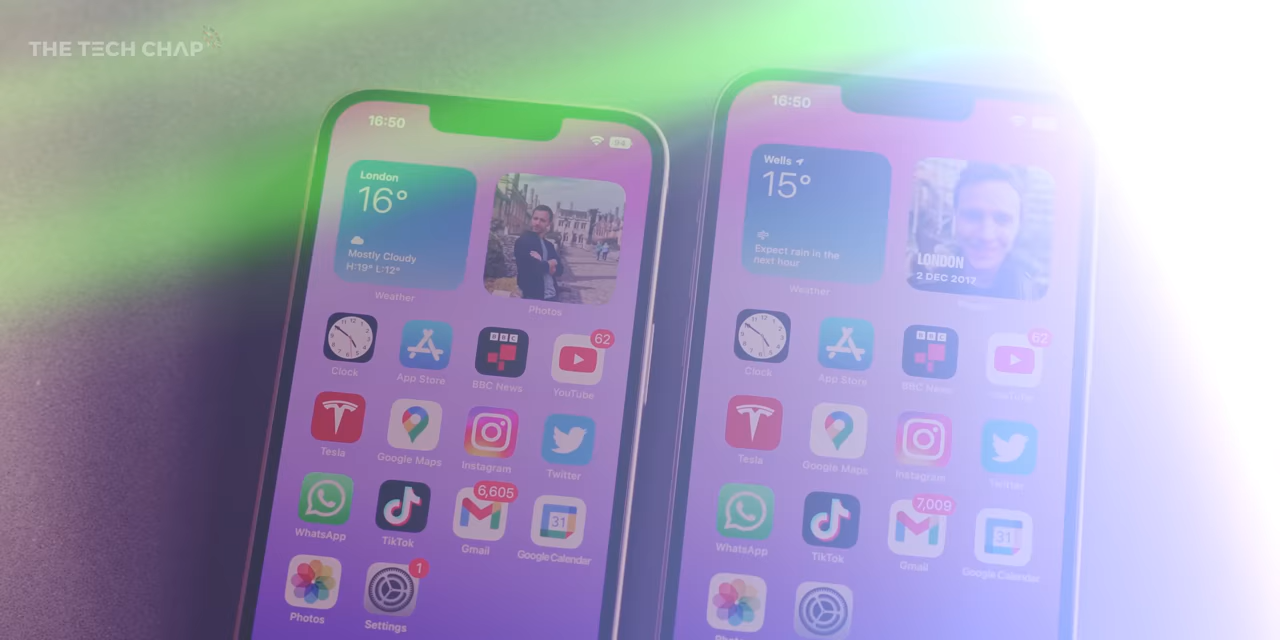 THE TECH CHAP
16:50
94
London
16°
Mostly Cloudy
H:19° L:12°
Weather
Photos
Clock
App Store
BBC
BBC News
62
YouTube
Tesla
Google Maps
Instagram
Twitter
WhatsApp
TikTok
6,605
Gmail
31
Google Calendar
Photos
1
Settings
16:50
Wells
15°
Expect rain in the
next hour
Weather
LONDON
2 DEC 2017
Clock
App Store
BBC
BBC News
62
YouTube
Tesla
Google Maps
Instagram
Twitter
WhatsApp
TikTok
7,009
Gmail
31
Google Calendar